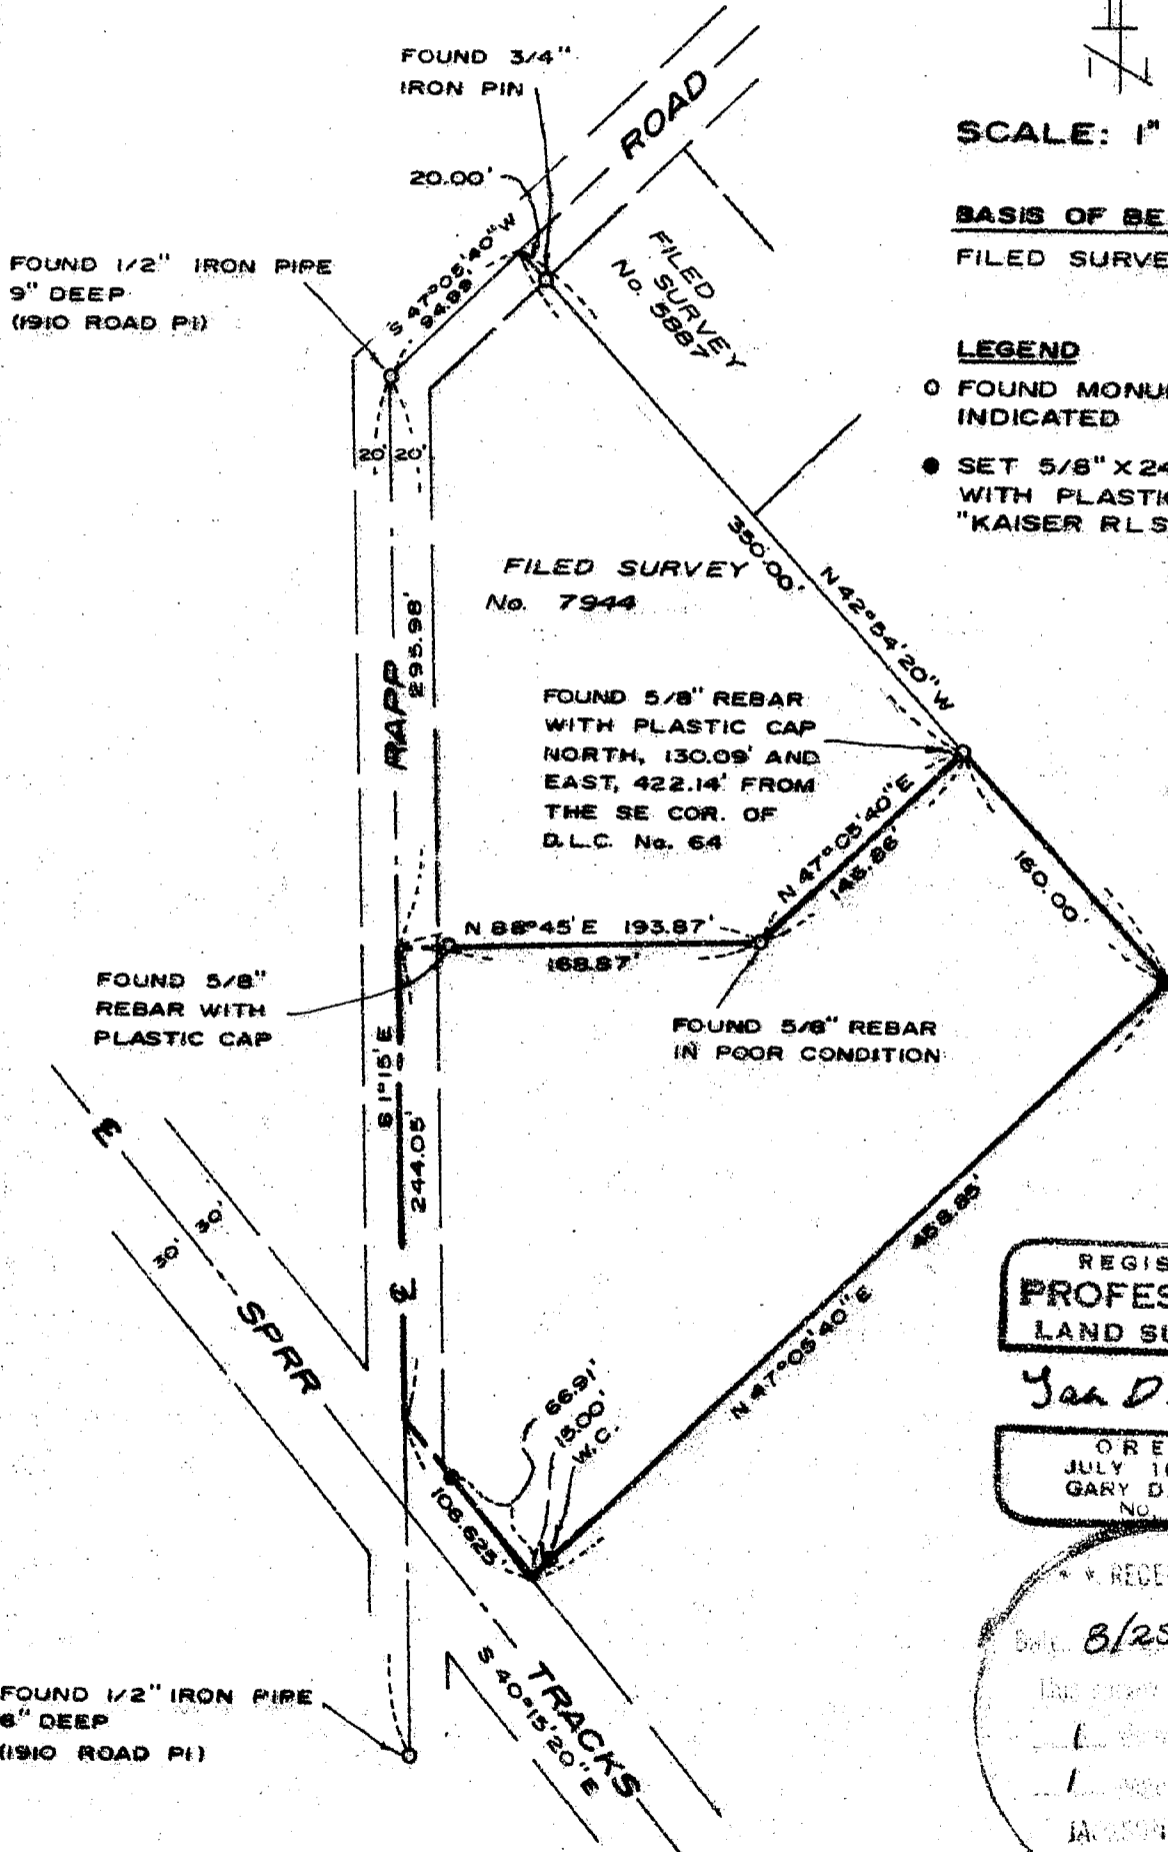 FOUND 3/4"
IRON PIN
ROAD
SCALE: 1"
20.00'
BASIS OF BE
FILED SURVE
S 47°05'40"W
94.99'
FILED
SURVEY
No. 5887
FOUND 1/2" IRON PIPE
9" DEEP
(1910 ROAD PI)
LEGEND
O FOUND MONU
INDICATED
● SET 5/8" X 24
WITH PLASTI
"KAISER RLS
20' 20'
350.00'
N 42°54'20" W
FILED SURVEY
No. 7944
295.98'
RAPP
FOUND 5/8" REBAR
WITH PLASTIC CAP
NORTH, 130.09' AND
EAST, 422.14' FROM
THE SE COR. OF
D.L.C. No. 64
N 47°05'40"E
160.00'
N 88°45'E 193.87'
168.87'
FOUND 5/8"
REBAR WITH
PLASTIC CAP
FOUND 5/8" REBAR
IN POOR CONDITION
S 1°15'E
244.05'
458.85'
N 47°05'40"E
30'
30'
SPRR
REGIS
PROFES
LAND SU
66.91'
15.00'
W.C.
106.625'
ORE
JULY 1
GARY D.
No.
* * RECE
8/25
TRACKS
S 40°15'20"E
FOUND 1/2" IRON PIPE
6" DEEP
(1910 ROAD PI)
1
1